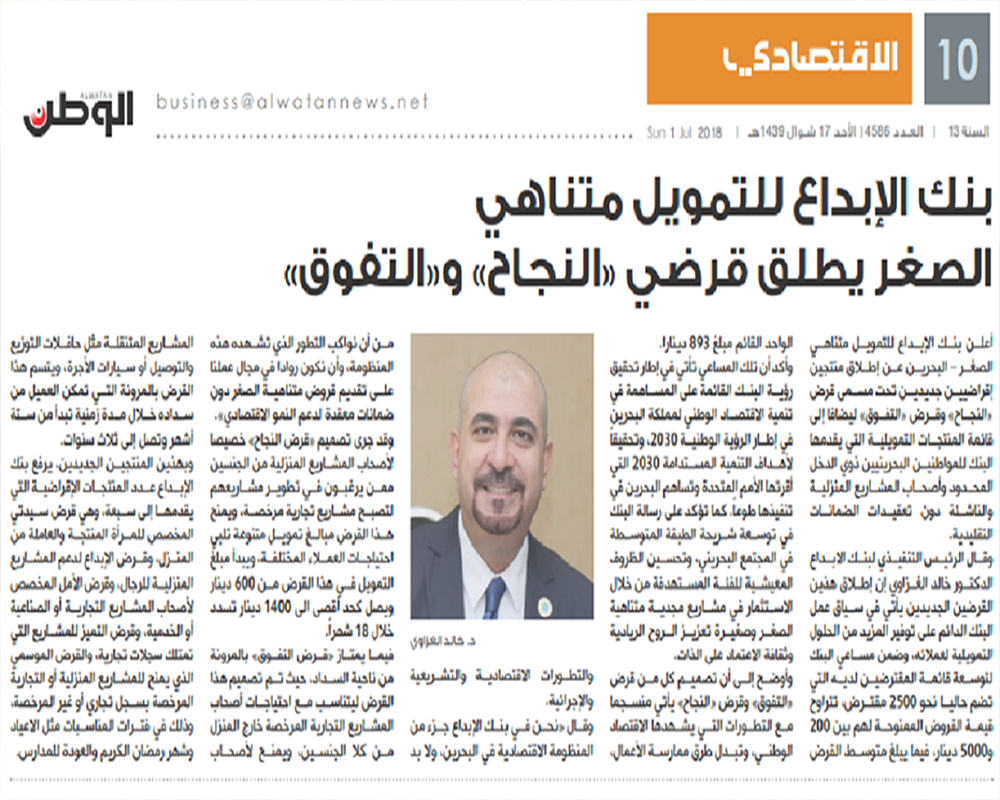 10
الاقتصادي
ALWATAN
الوطن
business@alwatannews.net
السنة 13 | العدد 4586 | الأحد 17 شوال 1439هـ | Sun 1 Jul 2018
بنك الإبداع للتمويل متناهي
الصغر يطلق قرضي «النجاح» و«التفوق»
أعلن بنك الإبداع للتمويل متناهي
الصغر - البحرين عن إطلاق منتجين
إقراضيين جديدين تحت مسمى قرض
«النجاح» وقرض «التفوق» ليضافا إلى
قائمة المنتجات التمويلية التي يقدمها
البنك للمواطنين البحرينيين ذوي الدخل
المحدود وأصحاب المشاريع المنزلية
والناشئة دون تعقيدات الضمانات
التقليدية.
وقال الرئيس التنفيذي لبنك الإبداع
الدكتور خالد الغزاوي إن إطلاق هذين
القرضين الجديدين يأتي في سياق عمل
البنك الدائم على توفير المزيد من الحلول
التمويلية لعملائه، وضمن مساعي البنك
لتوسعة قائمة المقترضين لديه التي
تضم حاليا نحو 2500 مقترض، تتراوح
قيمة القروض الممنوحة لهم بين 200
و5000 دينار، فيما يبلغ متوسط القرض
الواحد القائم مبلغ 893 دينارا.
وأكد أن تلك المساعي تأتي في إطار تحقيق
رؤية البنك القائمة على المساهمة في
تنمية الاقتصاد الوطني لمملكة البحرين
في إطار الرؤية الوطنية 2030، وتحقيقا
لأهداف التنمية المستدامة 2030 التي
أقرتها الأمم المتحدة وتساهم البحرين في
تنفيذها طوعاً. كما تؤكد على رسالة البنك
في توسعة شريحة الطبقة المتوسطة
في المجتمع البحريني، وتحسين الظروف
المعيشية للفئة المستهدفة من خلال
الاستثمار في مشاريع مجدية متناهية
الصغر وصغيرة تعزيز الروح الريادية
وثقافة الاعتماد على الذات.
وأوضح إلى أن تصميم كل من قرض
«التفوق» وقرض «النجاح» يأتي منسجما
مع التطورات التي يشهدها الاقتصاد
الوطني، وتبدل طرق ممارسة الأعمال،
د. خالد الغزاوي
والتطورات الاقتصادية والتشريعية
والإجرائية.
وقال «نحن في بنك الإبداع جزء من
المنظومة الاقتصادية في البحرين، ولا بد
من أن نواكب التطور الذي تشهده هذه
المنظومة، وأن نكون روادا في مجال عملنا
على تقديم قروض متناهية الصغر دون
ضمانات معقدة لدعم النمو الاقتصادي».
وقد جرى تصميم «قرض النجاح» خصيصا
لأصحاب المشاريع المنزلية من الجنسين
ممن يرغبون في تطوير مشاريعهم
لتصبح مشاريع تجارية مرخصة، ويمنح
هذا القرض مبالغ تمويل متنوعة تلبي
احتياجات العملاء المختلفة، ويبدأ مبلغ
التمويل في هذا القرض من 600 دينار
ويصل كحد أقصى الى 1400 دينار تسدد
خلال 18 شهراً.
فيما يمتاز «قرض التفوق» بالمرونة
من ناحية السداد، حيث تم تصميم هذا
القرض ليتناسب مع احتياجات أصحاب
المشاريع التجارية المرخصة خارج المنزل
من كلا الجنسين، ويمنح لأصحاب
المشاريع المتنقلة مثل حافلات التوزيع
والتوصيل أو سيارات الأجرة، ويتسم هذا
القرض بالمرونة التي تمكن العميل من
سداده خلال مدة زمنية تبدأ من ستة
أشهر وتصل إلى ثلاث سنوات.
وبهذين المنتجين الجديدين، يرفع بنك
الإبداع عدد المنتجات الإقراضية التي
يقدمها إلى سبعة، وهي قرض سيدتي
المخصص للمرأة المنتجة والعاملة من
المنزل، وقرض الإبداع لدعم المشاريع
المنزلية للرجال، وقرض الأمل المخصص
لأصحاب المشاريع التجارية أو الصناعية
أو الخدمية، وقرض التميز للمشاريع التي
تمتلك سجلات تجارية، والقرض الموسمي
الذي يمنح للمشاريع المنزلية أو التجارية
المرخصة بسجل تجاري أو غير المرخصة،
وذلك في فترات المناسبات مثل الاعياد
وشهر رمضان الكريم والعودة للمدارس.